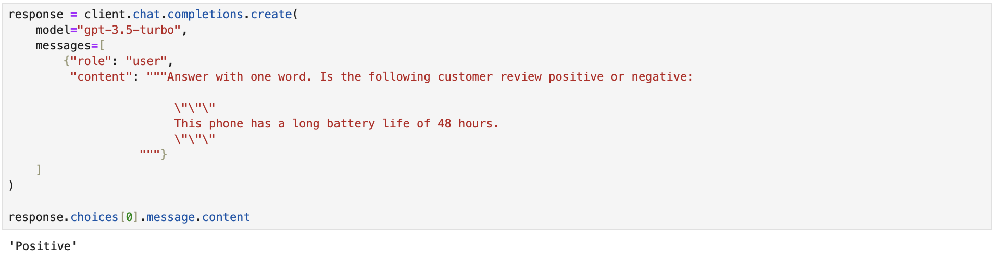 response = client.chat.completions.create(
    model="gpt-3.5-turbo",
    messages=[
        {"role": "user",
         "content": """Answer with one word. Is the following customer review positive or negative:

                        \"\"\"
                        This phone has a long battery life of 48 hours.
                        \"\"\"
                   """}
    ]
)

response.choices[0].message.content
'Positive'